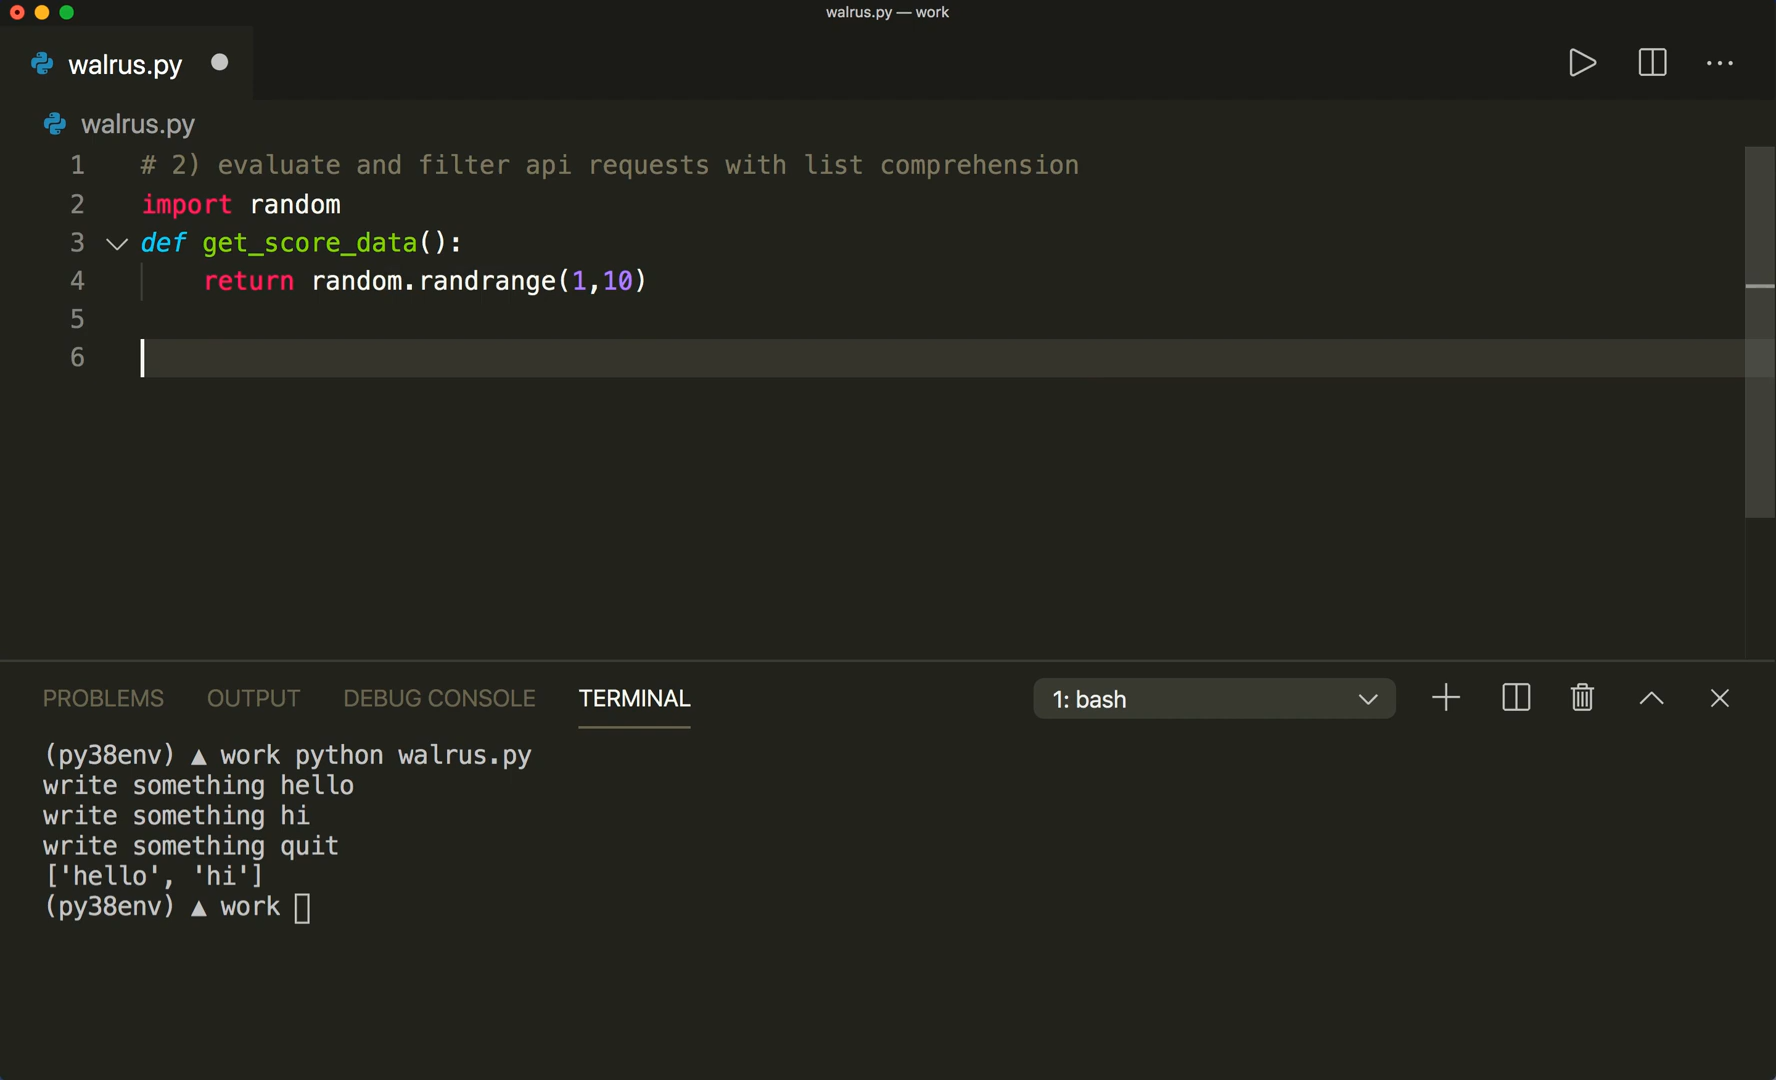 walrus.py — work
walrus.py
walrus.py
1 # 2) evaluate and filter api requests with list comprehension
2 import random
3 def get_score_data():
4     return random.randrange(1,10)
5
6
PROBLEMS OUTPUT DEBUG CONSOLE TERMINAL 1: bash
(py38env) ▲ work python walrus.py
write something hello
write something hi
write something quit
['hello', 'hi']
(py38env) ▲ work